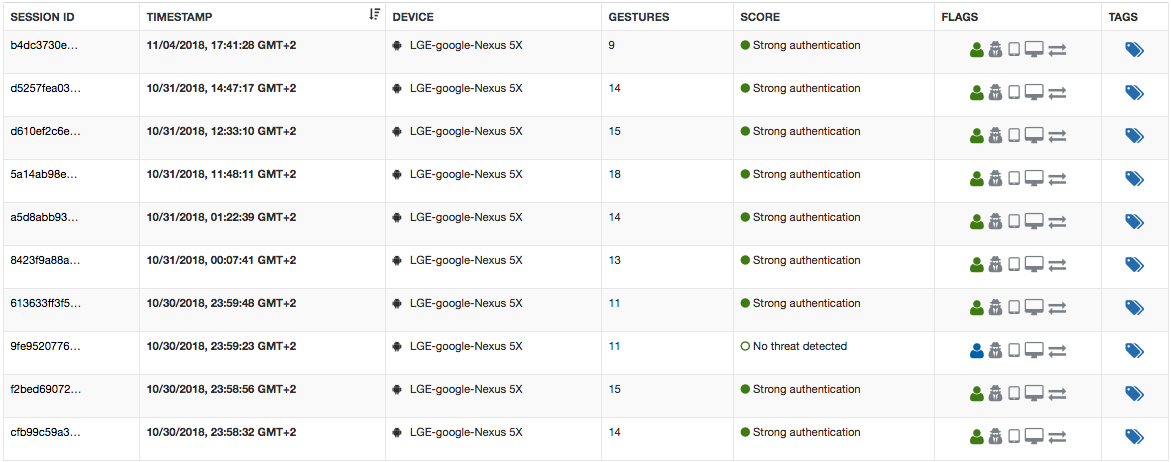 SESSION ID TIMESTAMP DEVICE GESTURES SCORE FLAGS TAGS
b4dc3730e... 11/04/2018, 17:41:28 GMT+2 LGE-google-Nexus 5X 9 Strong authentication
d5257fea03... 10/31/2018, 14:47:17 GMT+2 LGE-google-Nexus 5X 14 Strong authentication
d610ef2c6e... 10/31/2018, 12:33:10 GMT+2 LGE-google-Nexus 5X 15 Strong authentication
5a14ab98e... 10/31/2018, 11:48:11 GMT+2 LGE-google-Nexus 5X 18 Strong authentication
a5d8abb93... 10/31/2018, 01:22:39 GMT+2 LGE-google-Nexus 5X 14 Strong authentication
8423f9a88a... 10/31/2018, 00:07:41 GMT+2 LGE-google-Nexus 5X 13 Strong authentication
613633ff3f5... 10/30/2018, 23:59:48 GMT+2 LGE-google-Nexus 5X 11 Strong authentication
9fe9520776... 10/30/2018, 23:59:23 GMT+2 LGE-google-Nexus 5X 11 No threat detected
f2bed69072... 10/30/2018, 23:58:56 GMT+2 LGE-google-Nexus 5X 15 Strong authentication
cfb99c59a3... 10/30/2018, 23:58:32 GMT+2 LGE-google-Nexus 5X 14 Strong authentication